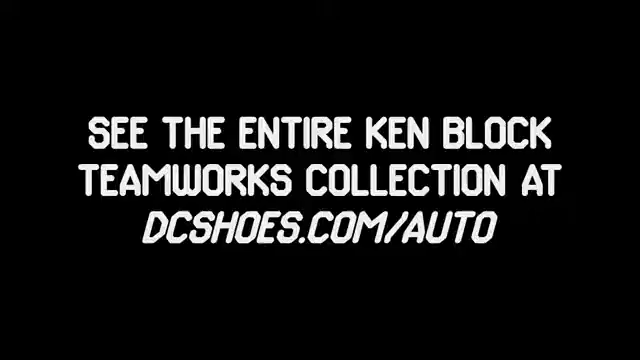 SEE THE ENTIRE KEN BLOCK
TEAMWORKS COLLECTION AT
DCSHOES.COM/AUTO